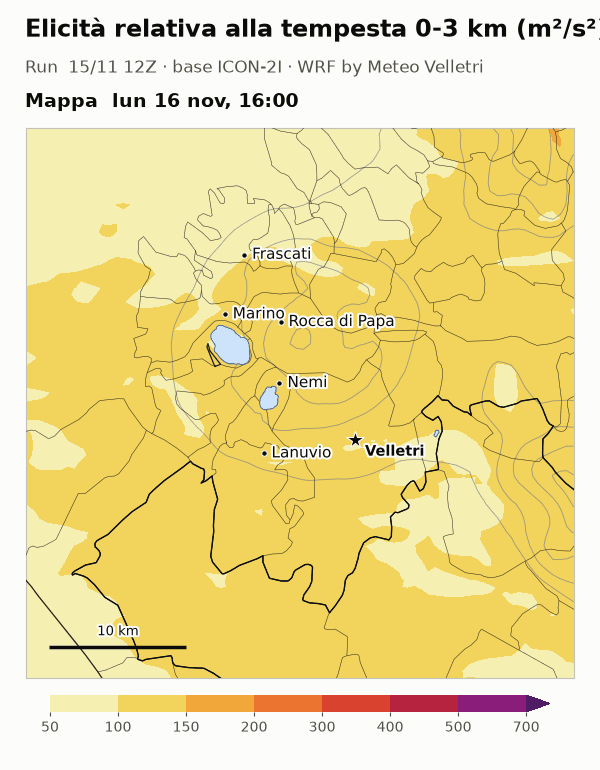 Elicità relativa alla tempesta 0-3 km (m²/s²)
Run  15/11 12Z · base ICON-2I · WRF by Meteo Velletri
Mappa  lun 16 nov, 16:00
Frascati
Marino
Rocca di Papa
Nemi
Velletri
Lanuvio
10 km
50 100 150 200 300 400 500 700